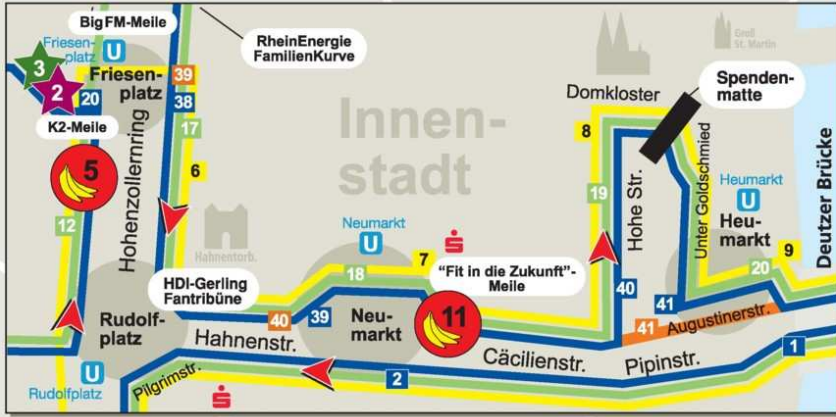 BigFM-Meile
Friesen-
platz
U
3
2
20
Friesen-
platz
39
38
17
6
K2-Meile
5
12
Hohenzollernring
RheinEnergie
FamilienKurve
Innen-
stadt
Hahnentorb.
HDI-Gerling
Fantribüne
Rudolf-
platz
U
Rudolfplatz
Hahnenstr.
Pilgrimstr.
40
39
18
7
Neumarkt
U
Neu-
markt
11
"Fit in die Zukunft"-
Meile
Cäcilienstr.
Pipinstr.
2
1
Domkloster
8
19
Hohe Str.
40
Spenden-
matte
Groß
St. Martin
Unter Goldschmied
Heumarkt
U
Heu-
markt
9
20
41
41
Augustinerstr.
Deutzer Brücke